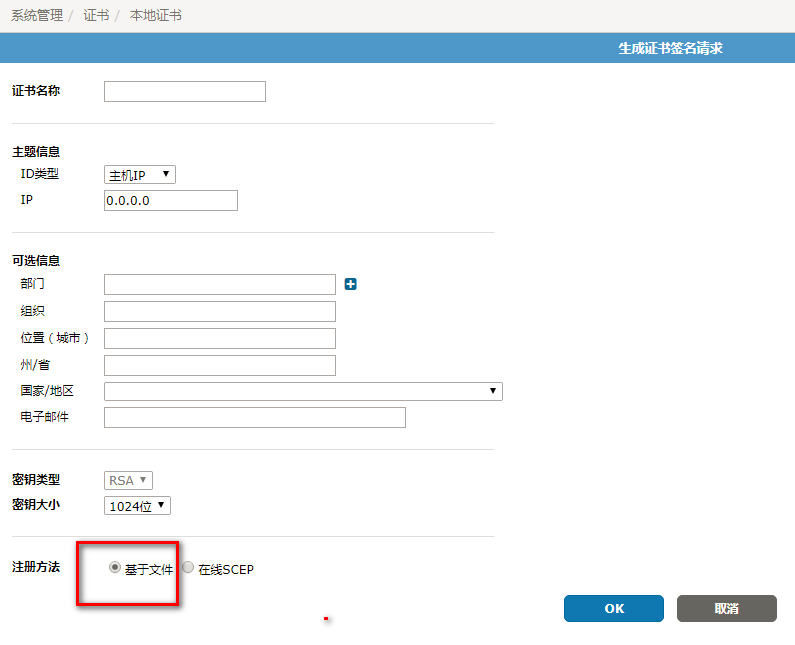 系统管理 / 证书 / 本地证书
生成证书签名请求
证书名称
主题信息
ID类型 主机IP
IP 0.0.0.0
可选信息
部门
组织
位置（城市）
州/省
国家/地区
电子邮件
密钥类型 RSA
密钥大小 1024位
注册方法 基于文件 在线SCEP
OK 取消